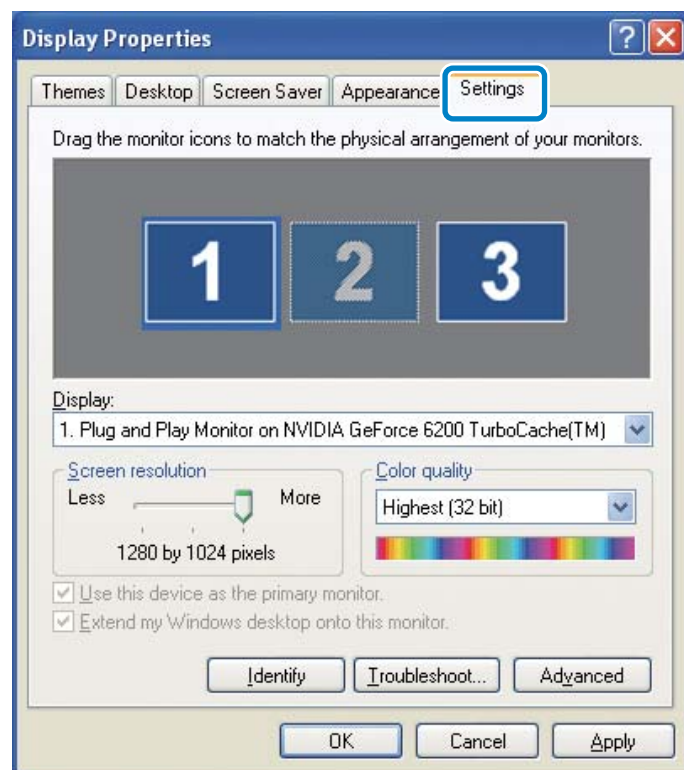 Display Properties
Themes Desktop Screen Saver Appearance Settings
Drag the monitor icons to match the physical arrangement of your monitors.
1 2 3
Display:
1. Plug and Play Monitor on NVIDIA GeForce 6200 TurboCache(TM)
Screen resolution
Less More
1280 by 1024 pixels
Color quality
Highest (32 bit)
Use this device as the primary monitor.
Extend my Windows desktop onto this monitor.
Identify Troubleshoot... Advanced
OK Cancel Apply